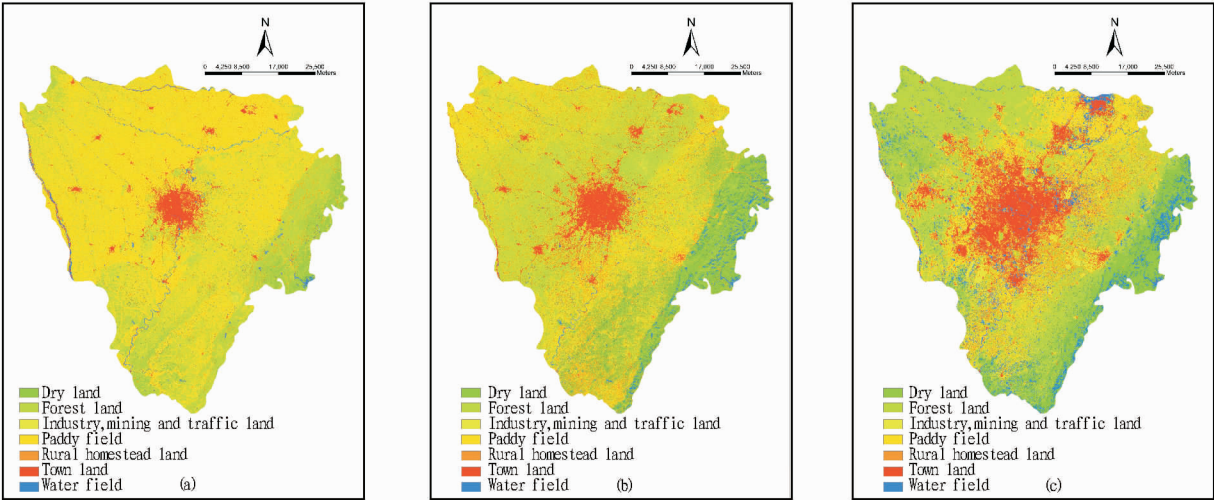 N
0 4,250 8,500 17,000 25,500
Meters
Dry land
Forest land
Industry,mining and traffic land
Paddy field
Rural homestead land
Town land
Water field
(a)
N
0 4,250 8,500 17,000 25,500
Meters
Dry land
Forest land
Industry,mining and traffic land
Paddy field
Rural homestead land
Town land
Water field
(b)
N
0 4,250 8,500 17,000 25,500
Meters
Dry land
Forest land
Industry,mining and traffic land
Paddy field
Rural homestead land
Town land
Water field
(c)